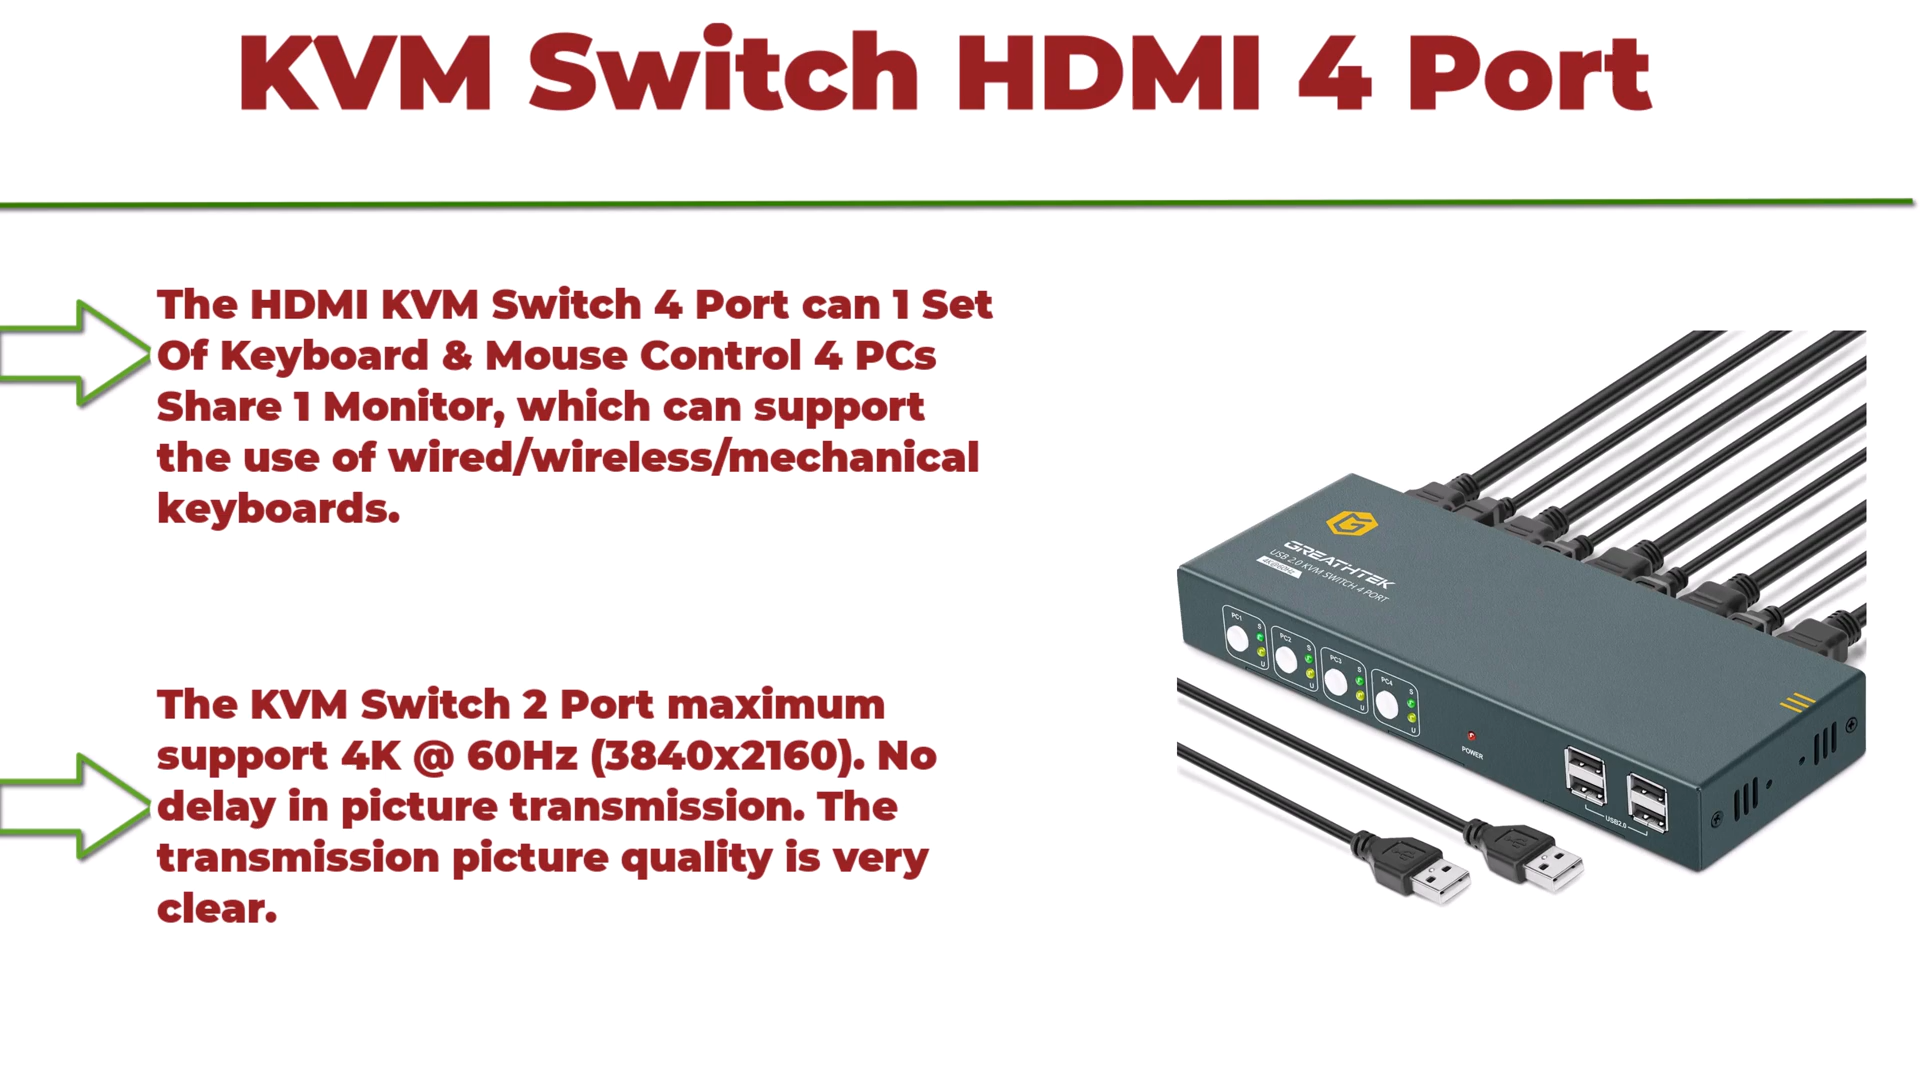 KVM Switch HDMI 4 Port
The HDMI KVM Switch 4 Port can 1 Set
Of Keyboard & Mouse Control 4 PCs
Share 1 Monitor, which can support
the use of wired/wireless/mechanical
keyboards.
The KVM Switch 2 Port maximum
support 4K @ 60Hz (3840x2160). No
delay in picture transmission. The
transmission picture quality is very
clear.
GREATHTEK
USB 2.0 KVM SWITCH 4 PORT
4K@60Hz
PC1
S
U
PC2
S
U
PC3
S
U
PC4
S
U
POWER
USB2.0